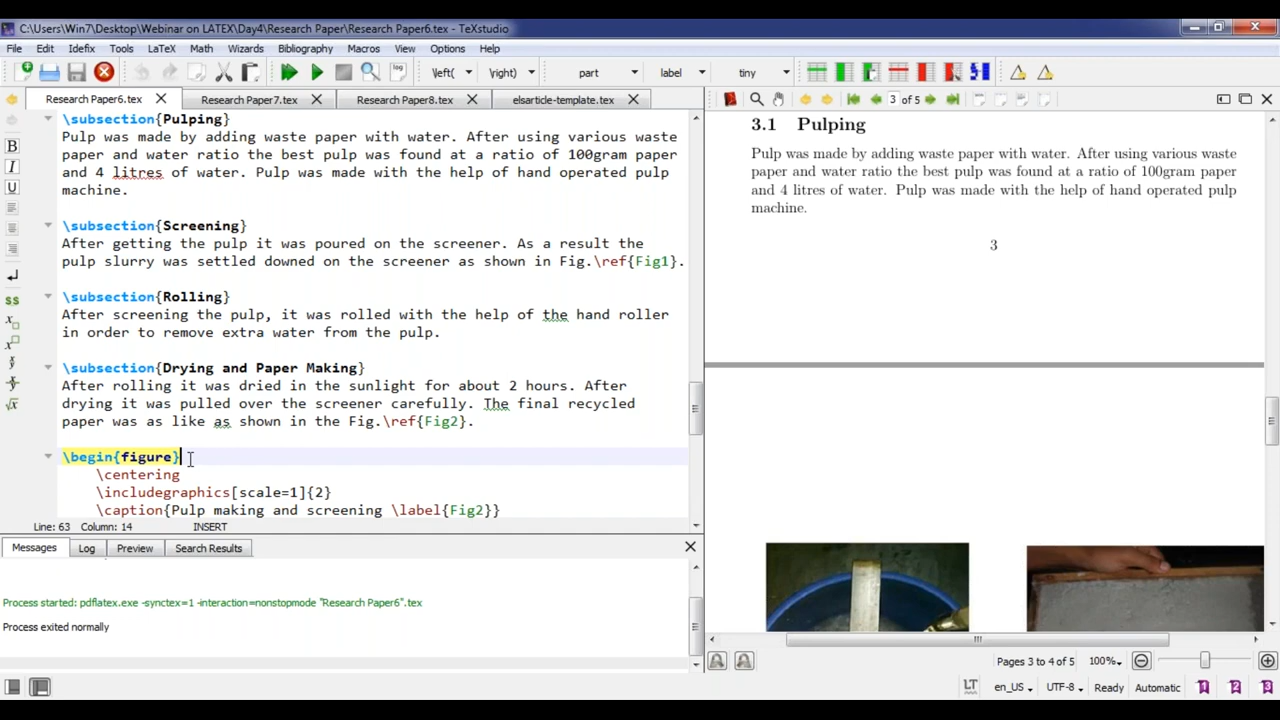 C:\Users\Win7\Desktop\Webinar on LATEX\Day4\Research Paper\Research Paper6.tex - TeXstudio
File Edit Idefix Tools LaTeX Math Wizards Bibliography Macros View Options Help
log \left( \right) part label tiny
Research Paper6.tex Research Paper7.tex Research Paper8.tex elsarticle-template.tex
3 of 5
\subsection{Pulping}
Pulp was made by adding waste paper with water. After using various waste
paper and water ratio the best pulp was found at a ratio of 100gram paper
and 4 litres of water. Pulp was made with the help of hand operated pulp
machine.
\subsection{Screening}
After getting the pulp it was poured on the screener. As a result the
pulp slurry was settled downed on the screener as shown in Fig.\ref{Fig1}.
\subsection{Rolling}
After screening the pulp, it was rolled with the help of the hand roller
in order to remove extra water from the pulp.
\subsection{Drying and Paper Making}
After rolling it was dried in the sunlight for about 2 hours. After
drying it was pulled over the screener carefully. The final recycled
paper was as like as shown in the Fig.\ref{Fig2}.
\begin{figure}
\centering
\includegraphics[scale=1]{2}
\caption{Pulp making and screening \label{Fig2}}
Line: 63 Column: 14 INSERT
Messages Log Preview Search Results
Process started: pdflatex.exe -synctex=1 -interaction=nonstopmode "Research Paper6".tex
Process exited normally
3.1 Pulping
Pulp was made by adding waste paper with water. After using various waste
paper and water ratio the best pulp was found at a ratio of 100gram paper
and 4 litres of water. Pulp was made with the help of hand operated pulp
machine.
3
Pages 3 to 4 of 5 100%
LT en_US UTF-8 Ready Automatic 1 2 3